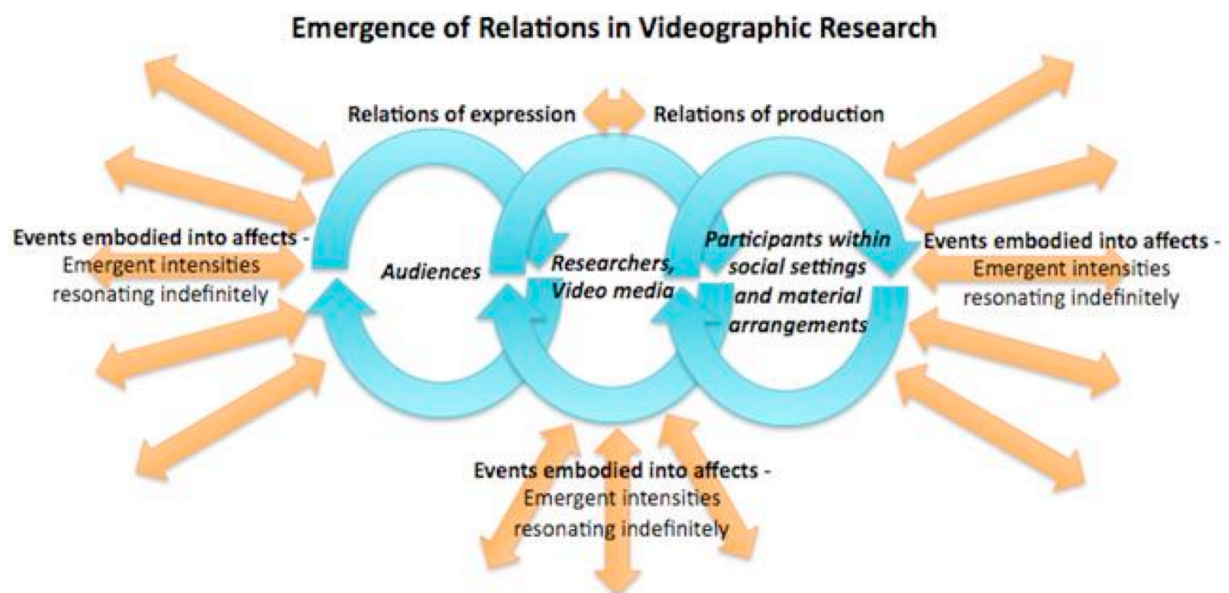 Emergence of Relations in Videographic Research
Relations of expression
Relations of production
Events embodied into affects -
Emergent intensities
resonating indefinitely
Audiences
Researchers,
Video media
Participants within
social settings
and material
arrangements
Events embodied into affects -
Emergent intensities
resonating indefinitely
Events embodied into affects -
Emergent intensities
resonating indefinitely